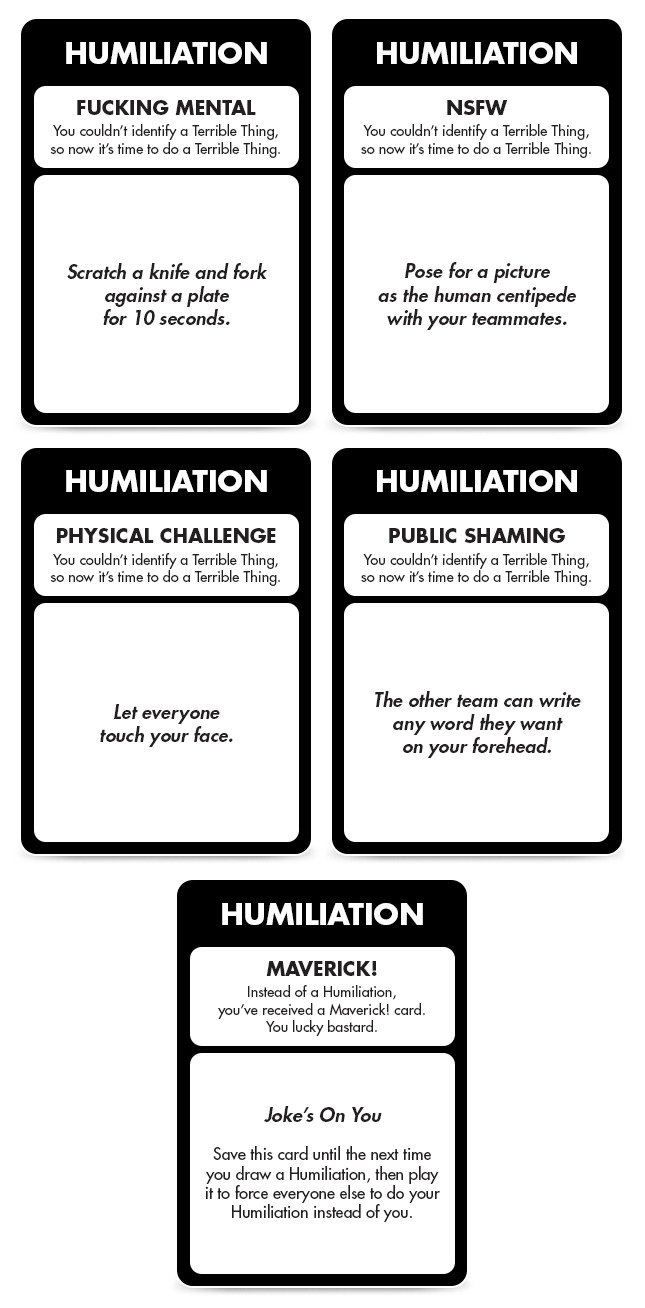 HUMILIATION
FUCKING MENTAL
You couldn't identify a Terrible Thing,
so now it's time to do a Terrible Thing.
Scratch a knife and fork
against a plate
for 10 seconds.
HUMILIATION
NSFW
You couldn't identify a Terrible Thing,
so now it's time to do a Terrible Thing.
Pose for a picture
as the human centipede
with your teammates.
HUMILIATION
PHYSICAL CHALLENGE
You couldn't identify a Terrible Thing,
so now it's time to do a Terrible Thing.
Let everyone
touch your face.
HUMILIATION
PUBLIC SHAMING
You couldn't identify a Terrible Thing,
so now it's time to do a Terrible Thing.
The other team can write
any word they want
on your forehead.
HUMILIATION
MAVERICK!
Instead of a Humiliation,
you've received a Maverick! card.
You lucky bastard.
Joke's On You
Save this card until the next time
you draw a Humiliation, then play
it to force everyone else to do your
Humiliation instead of you.